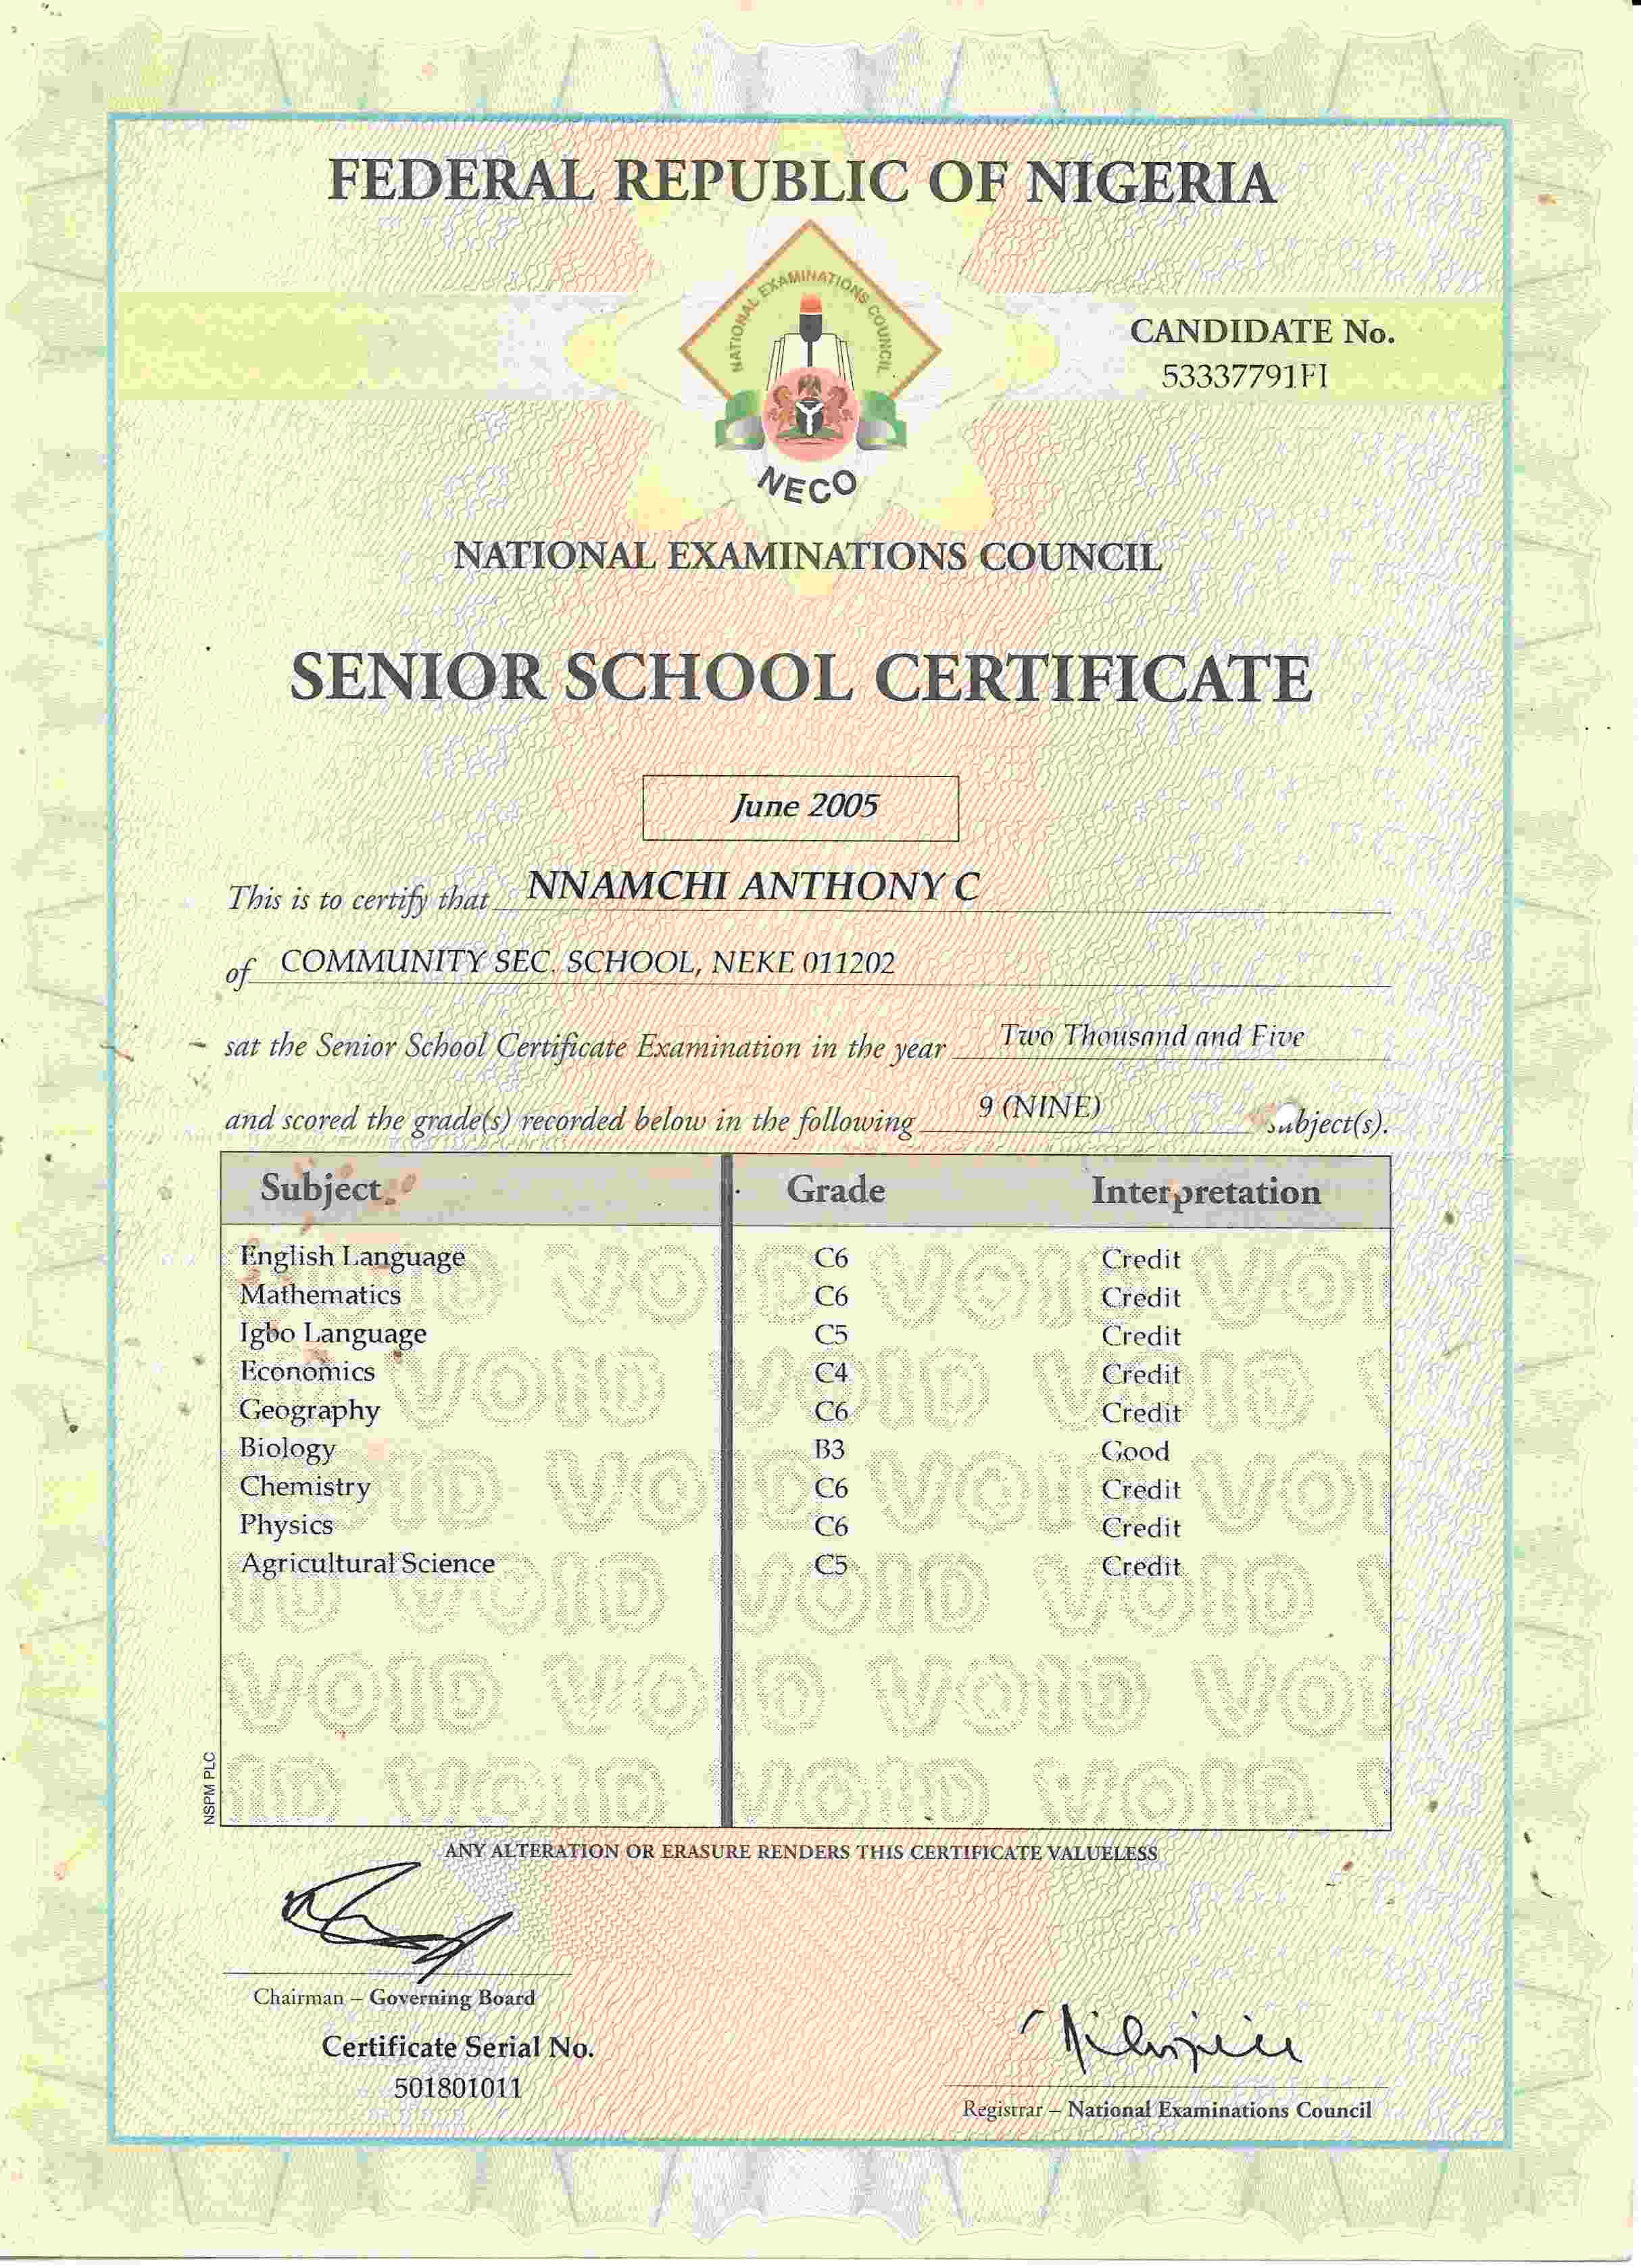 FEDERAL REPUBLIC OF NIGERIA
NATIONAL EXAMINATIONS COUNCIL
NECO
CANDIDATE No.
53337791FI
NATIONAL EXAMINATIONS COUNCIL
SENIOR SCHOOL CERTIFICATE
June 2005
This is to certify that NNAMCHI ANTHONY C
of COMMUNITY SEC. SCHOOL, NEKE 011202
sat the Senior School Certificate Examination in the year Two Thousand and Five
and scored the grade(s) recorded below in the following 9 (NINE) subject(s).
Subject Grade Interpretation
English Language C6 Credit
Mathematics C6 Credit
Igbo Language C5 Credit
Economics C4 Credit
Geography C6 Credit
Biology B3 Good
Chemistry C6 Credit
Physics C6 Credit
Agricultural Science C5 Credit
VOID VOID VOID VOID
NSPM PLC
ANY ALTERATION OR ERASURE RENDERS THIS CERTIFICATE VALUELESS
Chairman – Governing Board
Certificate Serial No.
501801011
Registrar – National Examinations Council